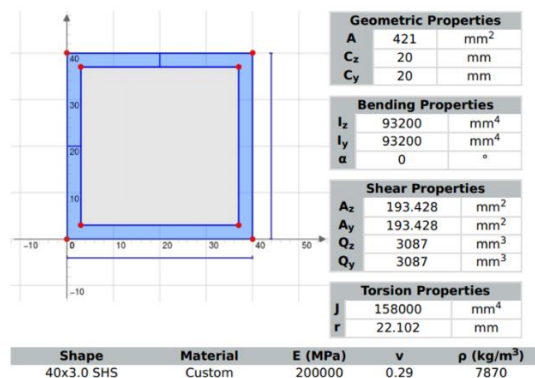 Geometric Properties
A 421 mm²
Cz 20 mm
Cy 20 mm
Bending Properties
Iz 93200 mm⁴
Iy 93200 mm⁴
α 0 °
Shear Properties
Az 193.428 mm²
Ay 193.428 mm²
Qz 3087 mm³
Qy 3087 mm³
Torsion Properties
J 158000 mm⁴
r 22.102 mm
40
30
20
10
-10 0 10 20 30 40 50
-10
Shape Material E (MPa) v ρ (kg/m³)
40x3.0 SHS Custom 200000 0.29 7870